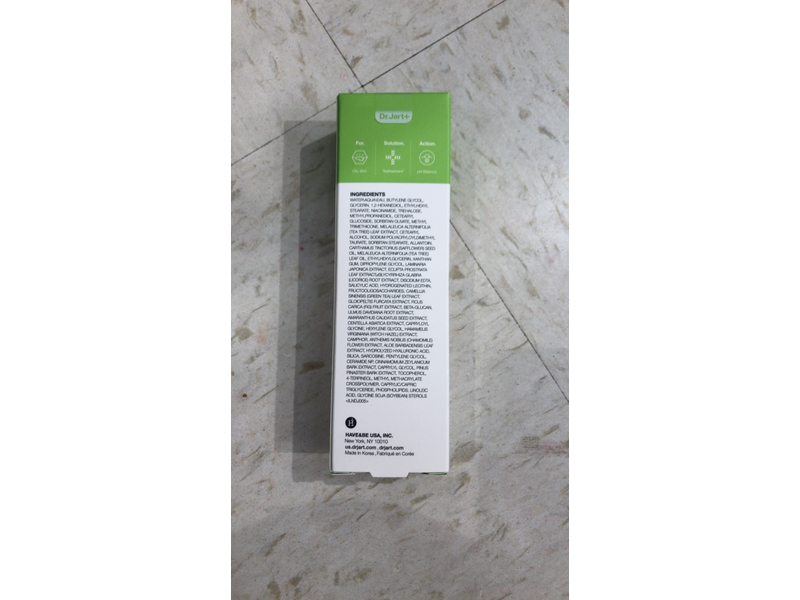 Dr.Jart+
For. Solution. Action.
Oily Skin pH Balance
INGREDIENTS
WATER\AQUA\EAU, BUTYLENE GLYCOL,
GLYCERIN, 1,2-HEXANEDIOL, ETHYLHEXYL
STEARATE, NIACINAMIDE, TREHALOSE,
METHYLPROPANEDIOL, CETEARYL
GLUCOSIDE, SORBITAN OLIVATE, METHYL
TRIMETHICONE, MELALEUCA ALTERNIFOLIA
(TEA TREE) LEAF EXTRACT, CETEARYL
ALCOHOL, SODIUM POLYACRYLOYLDIMETHYL
TAURATE, SORBITAN STEARATE, ALLANTOIN,
CARTHAMUS TINCTORIUS (SAFFLOWER) SEED
OIL, MELALEUCA ALTERNIFOLIA (TEA TREE)
LEAF OIL, ETHYLHEXYLGLYCERIN, XANTHAN
GUM, DIPROPYLENE GLYCOL, LAMINARIA
JAPONICA EXTRACT, ECLIPTA PROSTRATA
LEAF EXTRACT, GLYCYRRHIZA GLABRA
(LICORICE) ROOT EXTRACT, DISODIUM EDTA,
SALICYLIC ACID, HYDROGENATED LECITHIN,
FRUCTOOLIGOSACCHARIDES, CAMELLIA
SINENSIS (GREEN TEA) LEAF EXTRACT,
GLOIOPELTIS FURCATA EXTRACT, FICUS
CARICA (FIG) FRUIT EXTRACT, BETA-GLUCAN,
ULMUS DAVIDIANA ROOT EXTRACT,
AMARANTHUS CAUDATUS SEED EXTRACT,
CENTELLA ASIATICA EXTRACT, CAPRYLOYL
GLYCINE, HEXYLENE GLYCOL, HAMAMELIS
VIRGINIANA (WITCH HAZEL) EXTRACT,
CAMPHOR, ANTHEMIS NOBILIS (CHAMOMILE)
FLOWER EXTRACT, ALOE BARBADENSIS LEAF
EXTRACT, HYDROLYZED HYALURONIC ACID,
SILICA, SARCOSINE, PENTYLENE GLYCOL,
CERAMIDE NP, CINNAMOMUM ZEYLANICUM
BARK EXTRACT, CAPRYLYL GLYCOL, PINUS
PINASTER BARK EXTRACT, TOCOPHEROL,
4-TERPINEOL, METHYL METHACRYLATE
CROSSPOLYMER, CAPRYLIC/CAPRIC
TRIGLYCERIDE, PHOSPHOLIPIDS, LINOLEIC
ACID, GLYCINE SOJA (SOYBEAN) STEROLS
H
HAVE&BE USA, INC.
New York, NY 10010
us.drjart.com . drjart.com
Made in Korea . Fabriqué en Corée